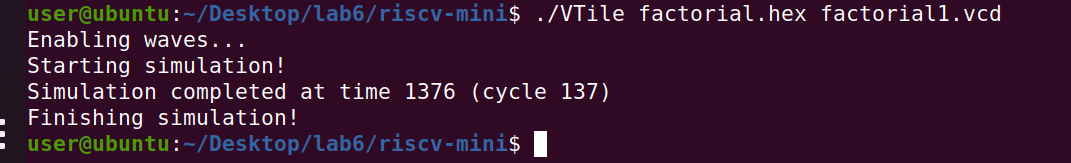 user@ubuntu:~/Desktop/lab6/riscv-mini$ ./VTile factorial.hex factorial1.vcd
Enabling waves...
Starting simulation!
Simulation completed at time 1376 (cycle 137)
Finishing simulation!
user@ubuntu:~/Desktop/lab6/riscv-mini$